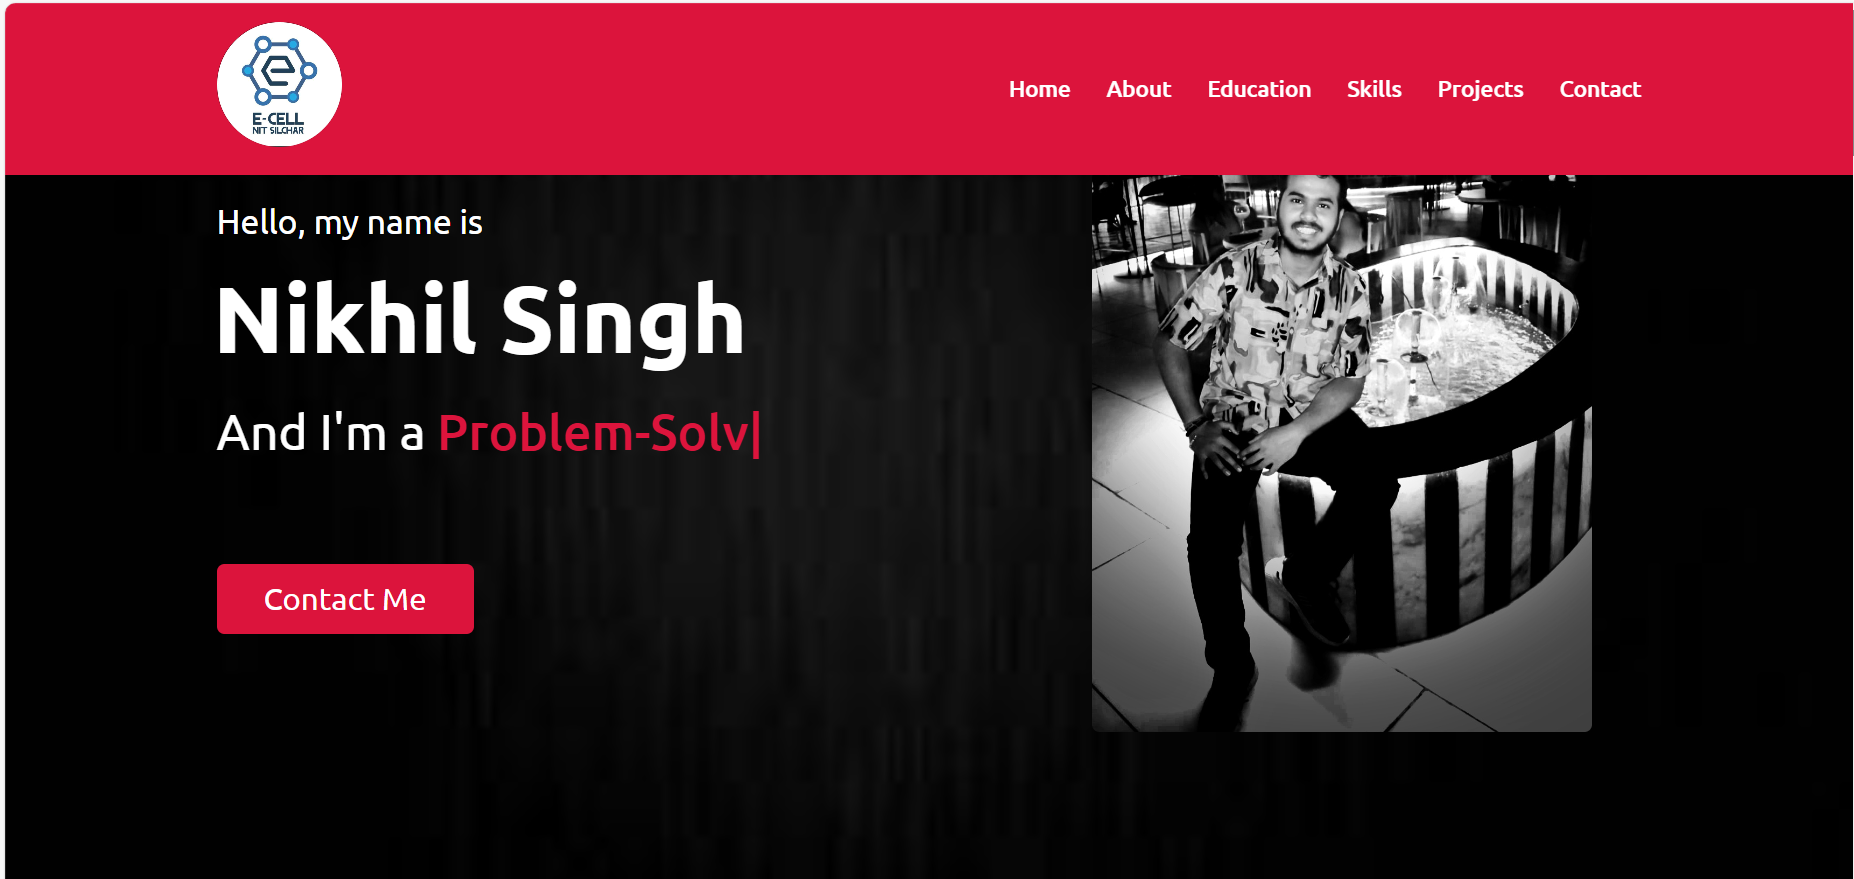 E-CELL
NIT SILCHAR
Home About Education Skills Projects Contact
Hello, my name is
Nikhil Singh
And I'm a Problem-Solv|
Contact Me